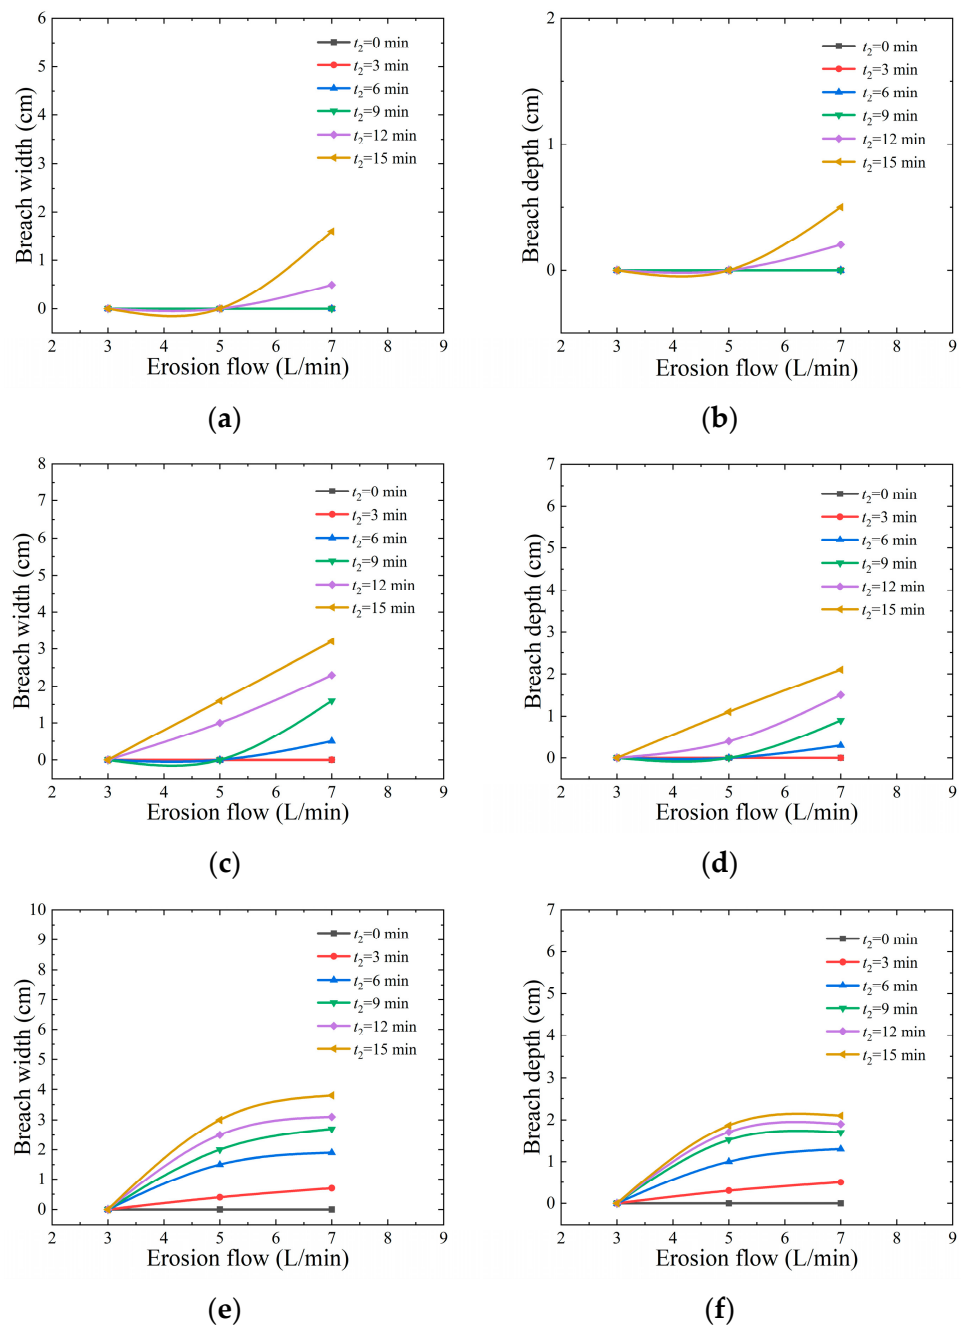 6
5
4
3
2
1
0
Breach width (cm)
t2=0 min
t2=3 min
t2=6 min
t2=9 min
t2=12 min
t2=15 min
2 3 4 5 6 7 8 9
Erosion flow (L/min)
(a)
2
1
0
Breach depth (cm)
t2=0 min
t2=3 min
t2=6 min
t2=9 min
t2=12 min
t2=15 min
2 3 4 5 6 7 8 9
Erosion flow (L/min)
(b)
8
7
6
5
4
3
2
1
0
Breach width (cm)
t2=0 min
t2=3 min
t2=6 min
t2=9 min
t2=12 min
t2=15 min
2 3 4 5 6 7 8 9
Erosion flow (L/min)
(c)
7
6
5
4
3
2
1
0
Breach depth (cm)
t2=0 min
t2=3 min
t2=6 min
t2=9 min
t2=12 min
t2=15 min
2 3 4 5 6 7 8 9
Erosion flow (L/min)
(d)
10
9
8
7
6
5
4
3
2
1
0
Breach width (cm)
t2=0 min
t2=3 min
t2=6 min
t2=9 min
t2=12 min
t2=15 min
2 3 4 5 6 7 8 9
Erosion flow (L/min)
(e)
7
6
5
4
3
2
1
0
Breach depth (cm)
t2=0 min
t2=3 min
t2=6 min
t2=9 min
t2=12 min
t2=15 min
2 3 4 5 6 7 8 9
Erosion flow (L/min)
(f)